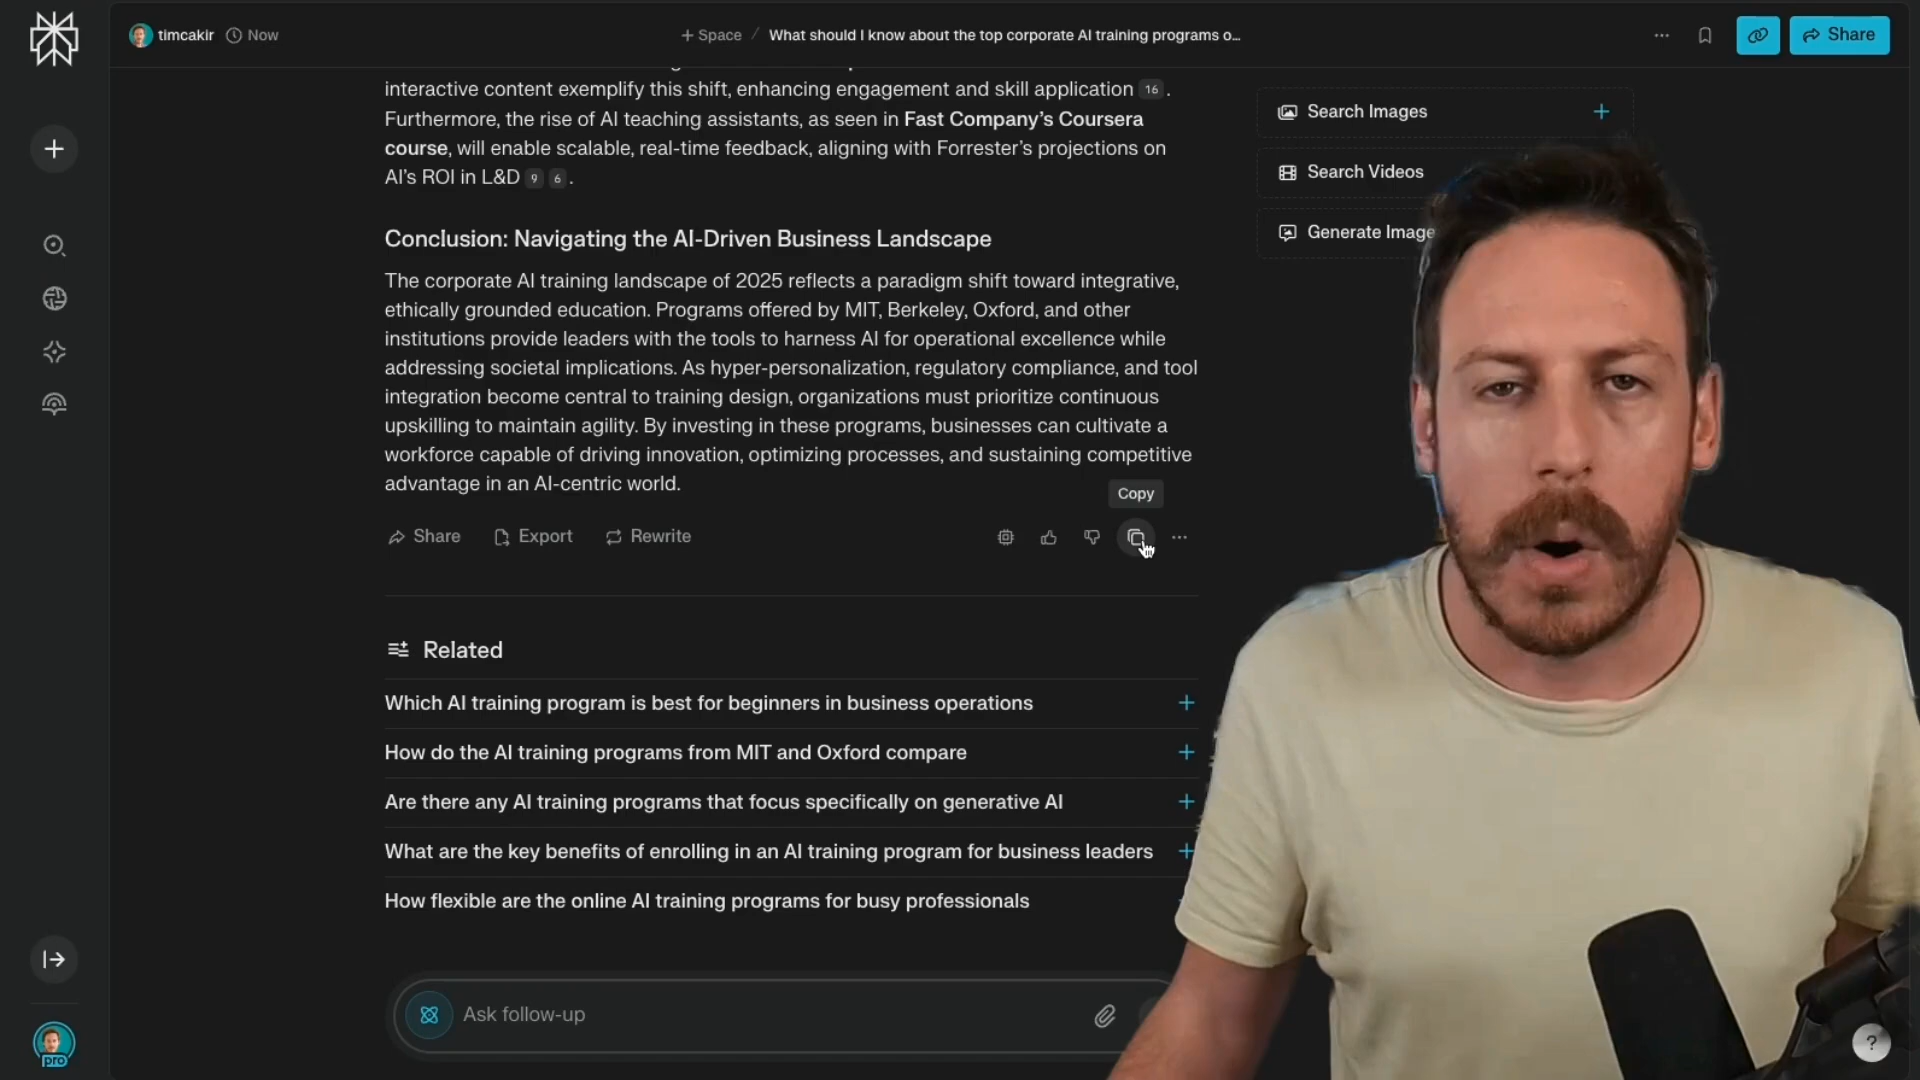 timcakir Now
+ Space / What should I know about the top corporate AI training programs o...
Share
interactive content exemplify this shift, enhancing engagement and skill application 16 .
Furthermore, the rise of AI teaching assistants, as seen in Fast Company's Coursera
course, will enable scalable, real-time feedback, aligning with Forrester's projections on
AI's ROI in L&D 9 6 .
Search Images
Search Videos
Generate Image
Conclusion: Navigating the AI-Driven Business Landscape
The corporate AI training landscape of 2025 reflects a paradigm shift toward integrative,
ethically grounded education. Programs offered by MIT, Berkeley, Oxford, and other
institutions provide leaders with the tools to harness AI for operational excellence while
addressing societal implications. As hyper-personalization, regulatory compliance, and tool
integration become central to training design, organizations must prioritize continuous
upskilling to maintain agility. By investing in these programs, businesses can cultivate a
workforce capable of driving innovation, optimizing processes, and sustaining competitive
advantage in an AI-centric world.
Copy
Share Export Rewrite
Related
Which AI training program is best for beginners in business operations
How do the AI training programs from MIT and Oxford compare
Are there any AI training programs that focus specifically on generative AI
What are the key benefits of enrolling in an AI training program for business leaders
How flexible are the online AI training programs for busy professionals
Ask follow-up
pro
?